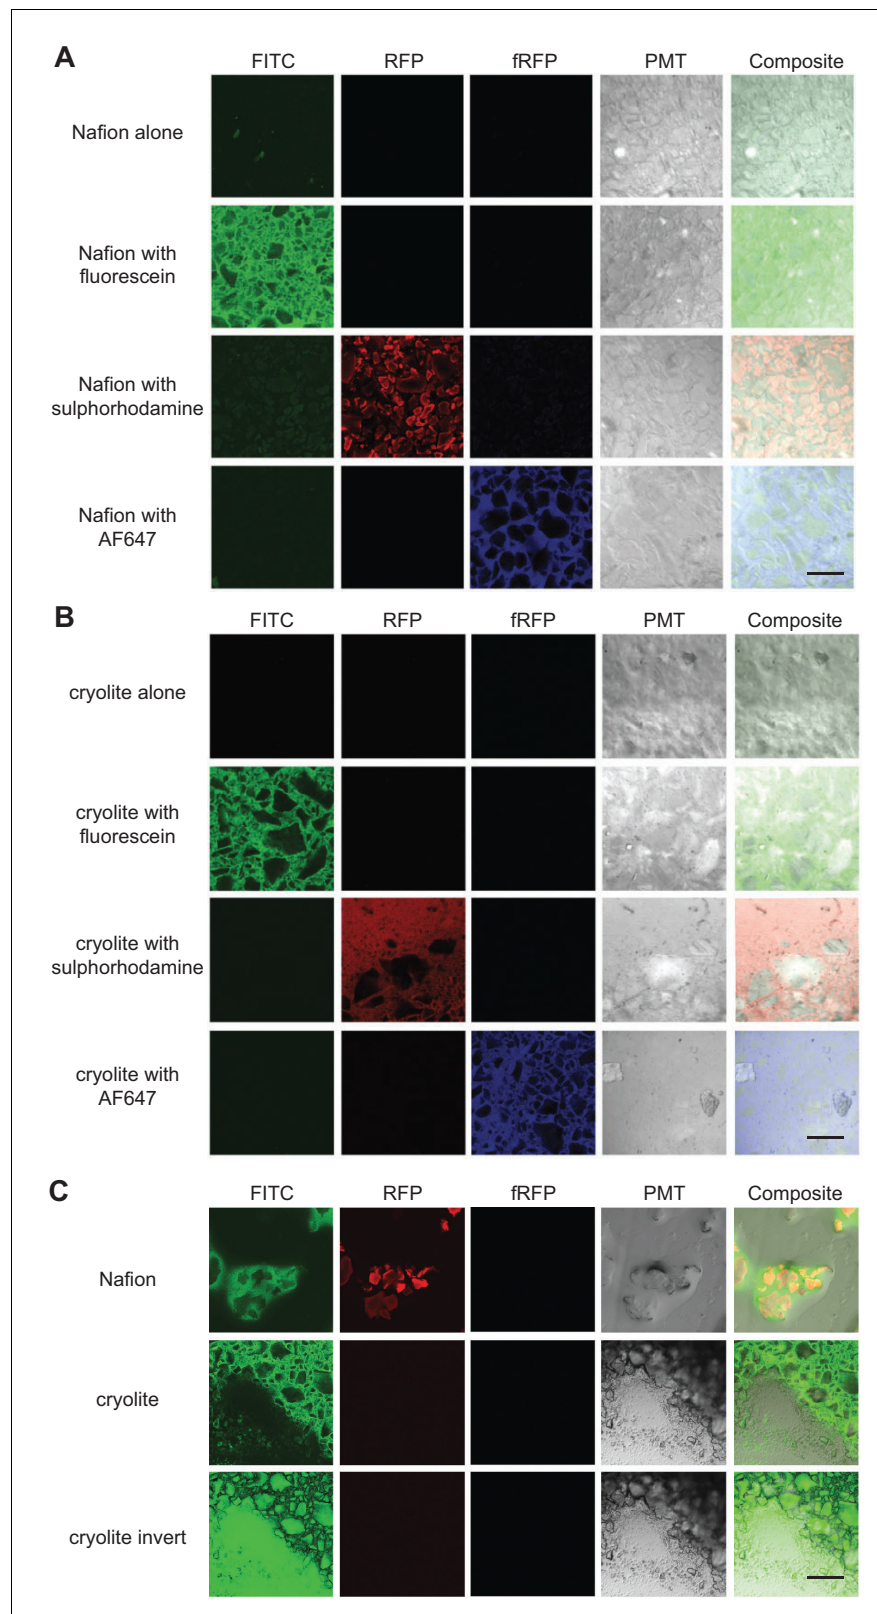 A
FITC RFP fRFP PMT Composite
Nafion alone
Nafion with
fluorescein
Nafion with
sulphorhodamine
Nafion with
AF647
B
FITC RFP fRFP PMT Composite
cryolite alone
cryolite with
fluorescein
cryolite with
sulphorhodamine
cryolite with
AF647
C
FITC RFP fRFP PMT Composite
Nafion
cryolite
cryolite invert